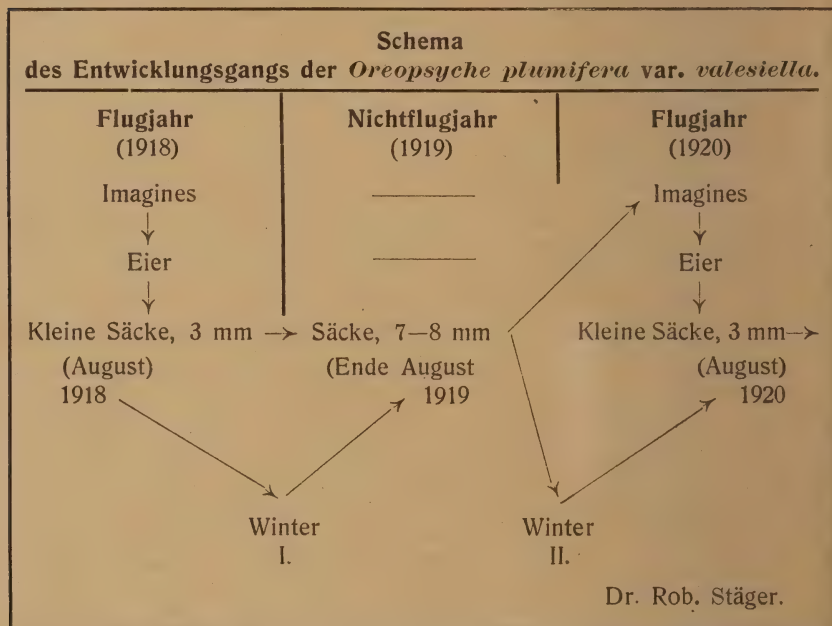 Schema
des Entwicklungsgangs der Oreopsyche plumifera var. valesiella.
Flugjahr Nichtflugjahr Flugjahr
(1918) (1919) (1920)
Imagines Imagines
Eier Eier
Kleine Säcke, 3 mm Säcke, 7–8 mm Kleine Säcke, 3 mm
(August) (Ende August (August)
1918 1919 1920
Winter Winter
I. II.
Dr. Rob. Stäger.